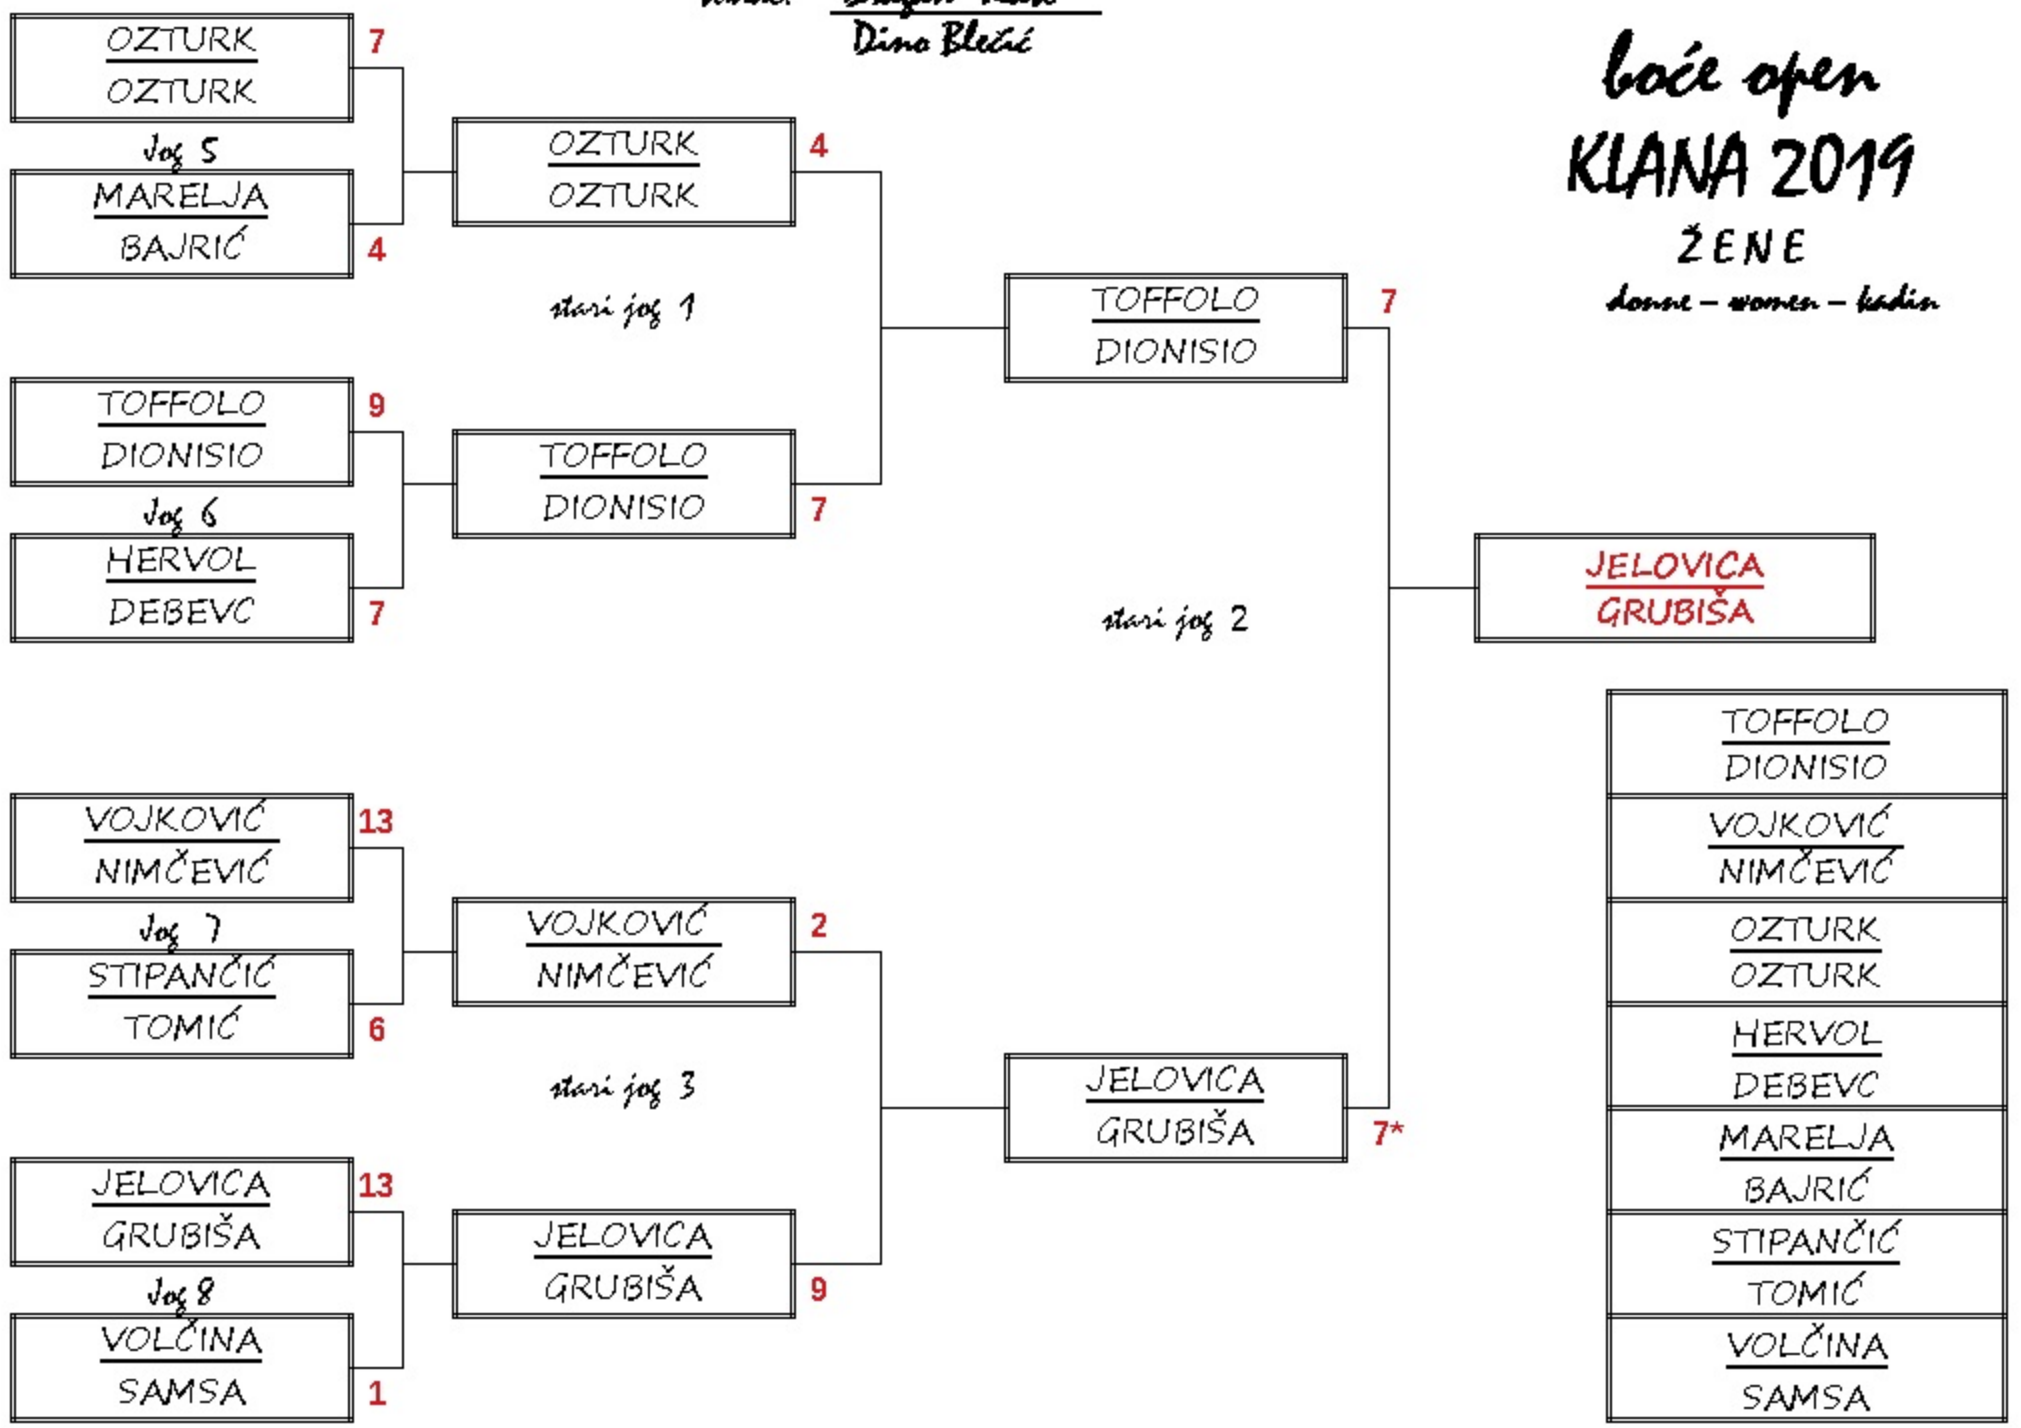 Dino Blečić
boće open
KLANA 2019
ŽENE
donne – women – kadin
OZTURK 7
OZTURK
Jog 5
MARELJA
BAJRIĆ 4
OZTURK 4
OZTURK
stari jog 1
TOFFOLO 9
DIONISIO
Jog 6
HERVOL
DEBEVC 7
TOFFOLO
DIONISIO 7
TOFFOLO 7
DIONISIO
stari jog 2
VOJKOVIĆ 13
NIMČEVIĆ
Jog 7
STIPANČIĆ
TOMIĆ 6
VOJKOVIĆ 2
NIMČEVIĆ
stari jog 3
JELOVICA 13
GRUBIŠA
Jog 8
VOLČINA
SAMSA 1
JELOVICA
GRUBIŠA 9
JELOVICA
GRUBIŠA 7*
JELOVICA
GRUBIŠA
TOFFOLO
DIONISIO
VOJKOVIĆ
NIMČEVIĆ
OZTURK
OZTURK
HERVOL
DEBEVC
MARELJA
BAJRIĆ
STIPANČIĆ
TOMIĆ
VOLČINA
SAMSA